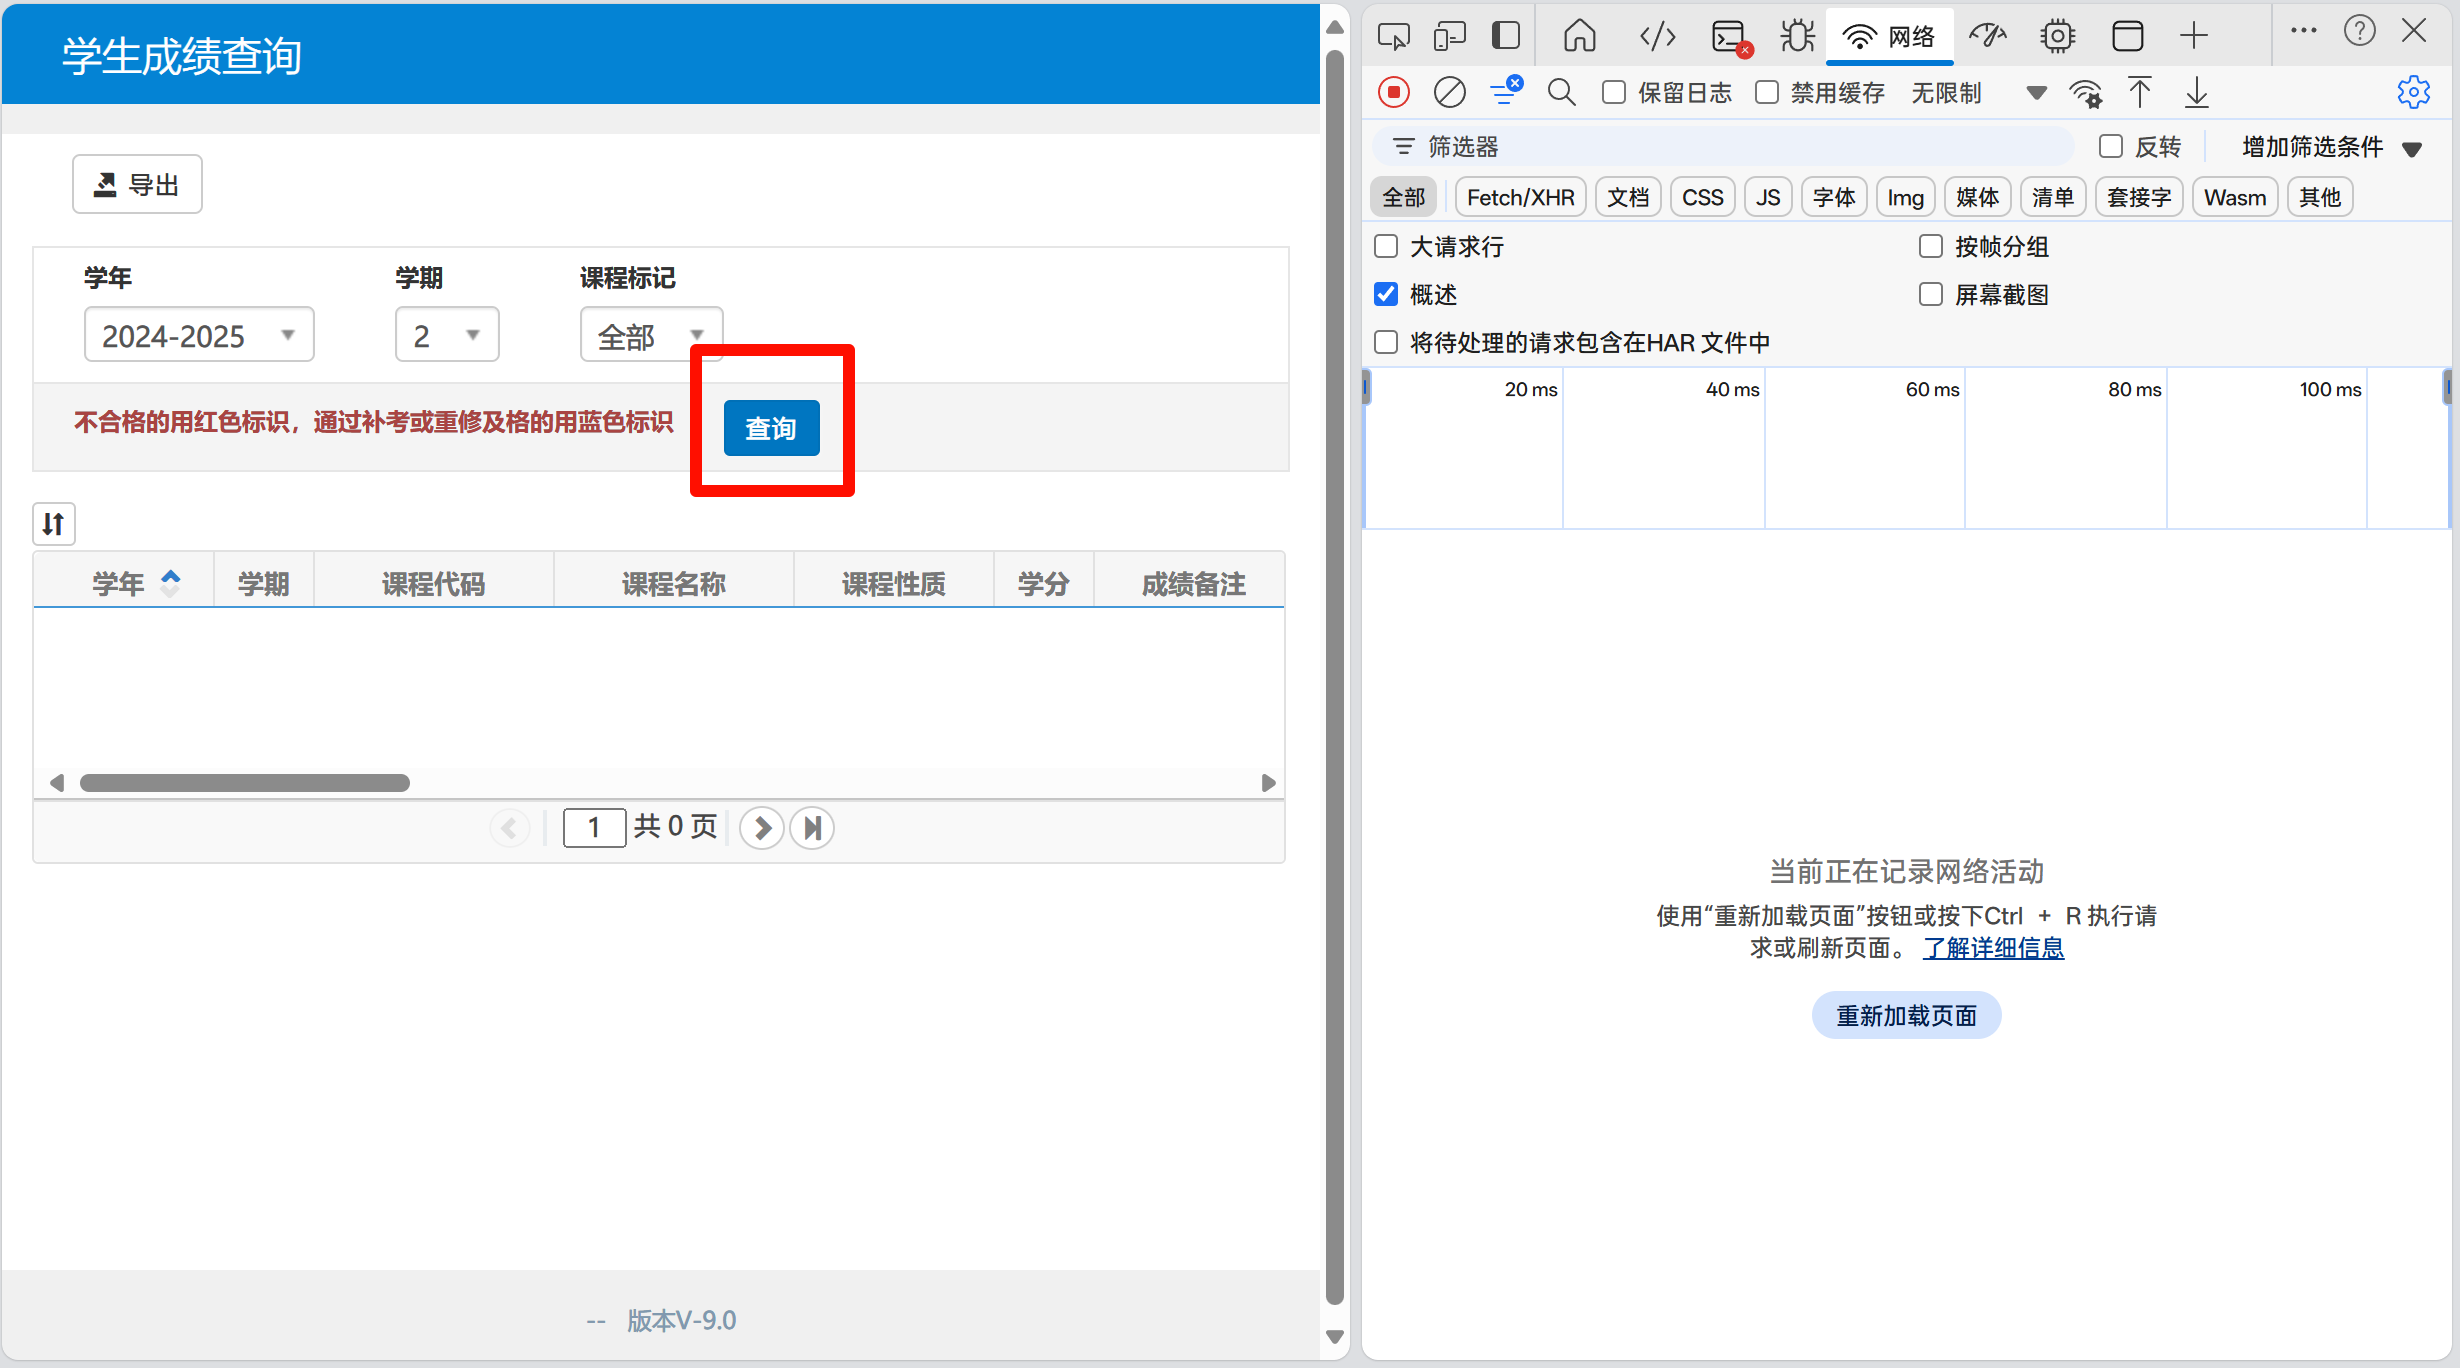 学生成绩查询
导出
学年 学期 课程标记
2024-2025 2 全部
不合格的用红色标识，通过补考或重修及格的用蓝色标识 查询
学年 学期 课程代码 课程名称 课程性质 学分 成绩备注
1 共 0 页
-- 版本V-9.0
网络
保留日志 禁用缓存 无限制
筛选器 反转 增加筛选条件
全部 Fetch/XHR 文档 CSS JS 字体 Img 媒体 清单 套接字 Wasm 其他
大请求行 按帧分组
概述 屏幕截图
将待处理的请求包含在HAR 文件中
20 ms 40 ms 60 ms 80 ms 100 ms
当前正在记录网络活动
使用“重新加载页面”按钮或按下Ctrl + R 执行请
求或刷新页面。 了解详细信息
重新加载页面